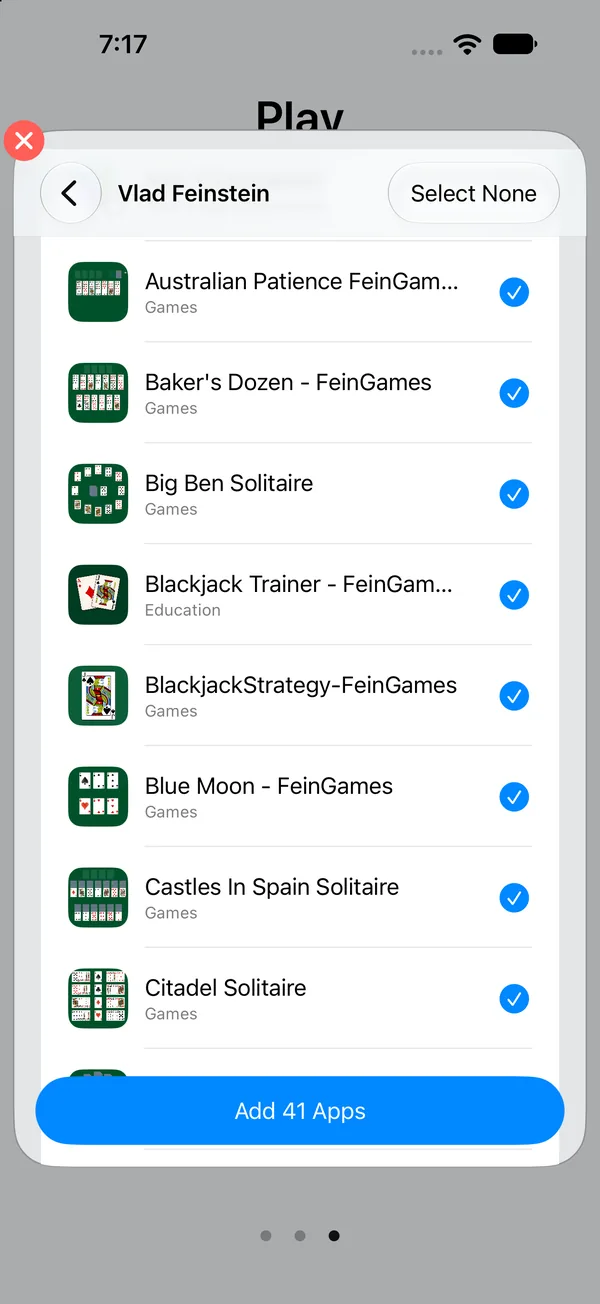 7:17
Play
Vlad Feinstein
Select None
Australian Patience FeinGam...
Games
Baker's Dozen - FeinGames
Games
Big Ben Solitaire
Games
Blackjack Trainer - FeinGam...
Education
BlackjackStrategy-FeinGames
Games
Blue Moon - FeinGames
Games
Castles In Spain Solitaire
Games
Citadel Solitaire
Games
Add 41 Apps